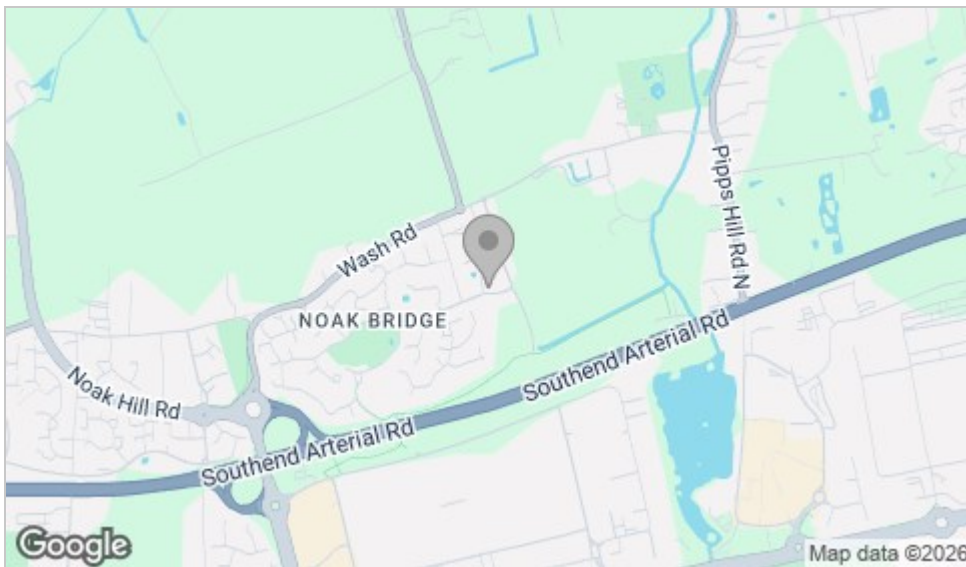 Pipps Hill Rd N
Wash Rd
NOAK BRIDGE
Southend Arterial Rd
Noak Hill Rd
Southend Arterial Rd
Google
Map data ©2026